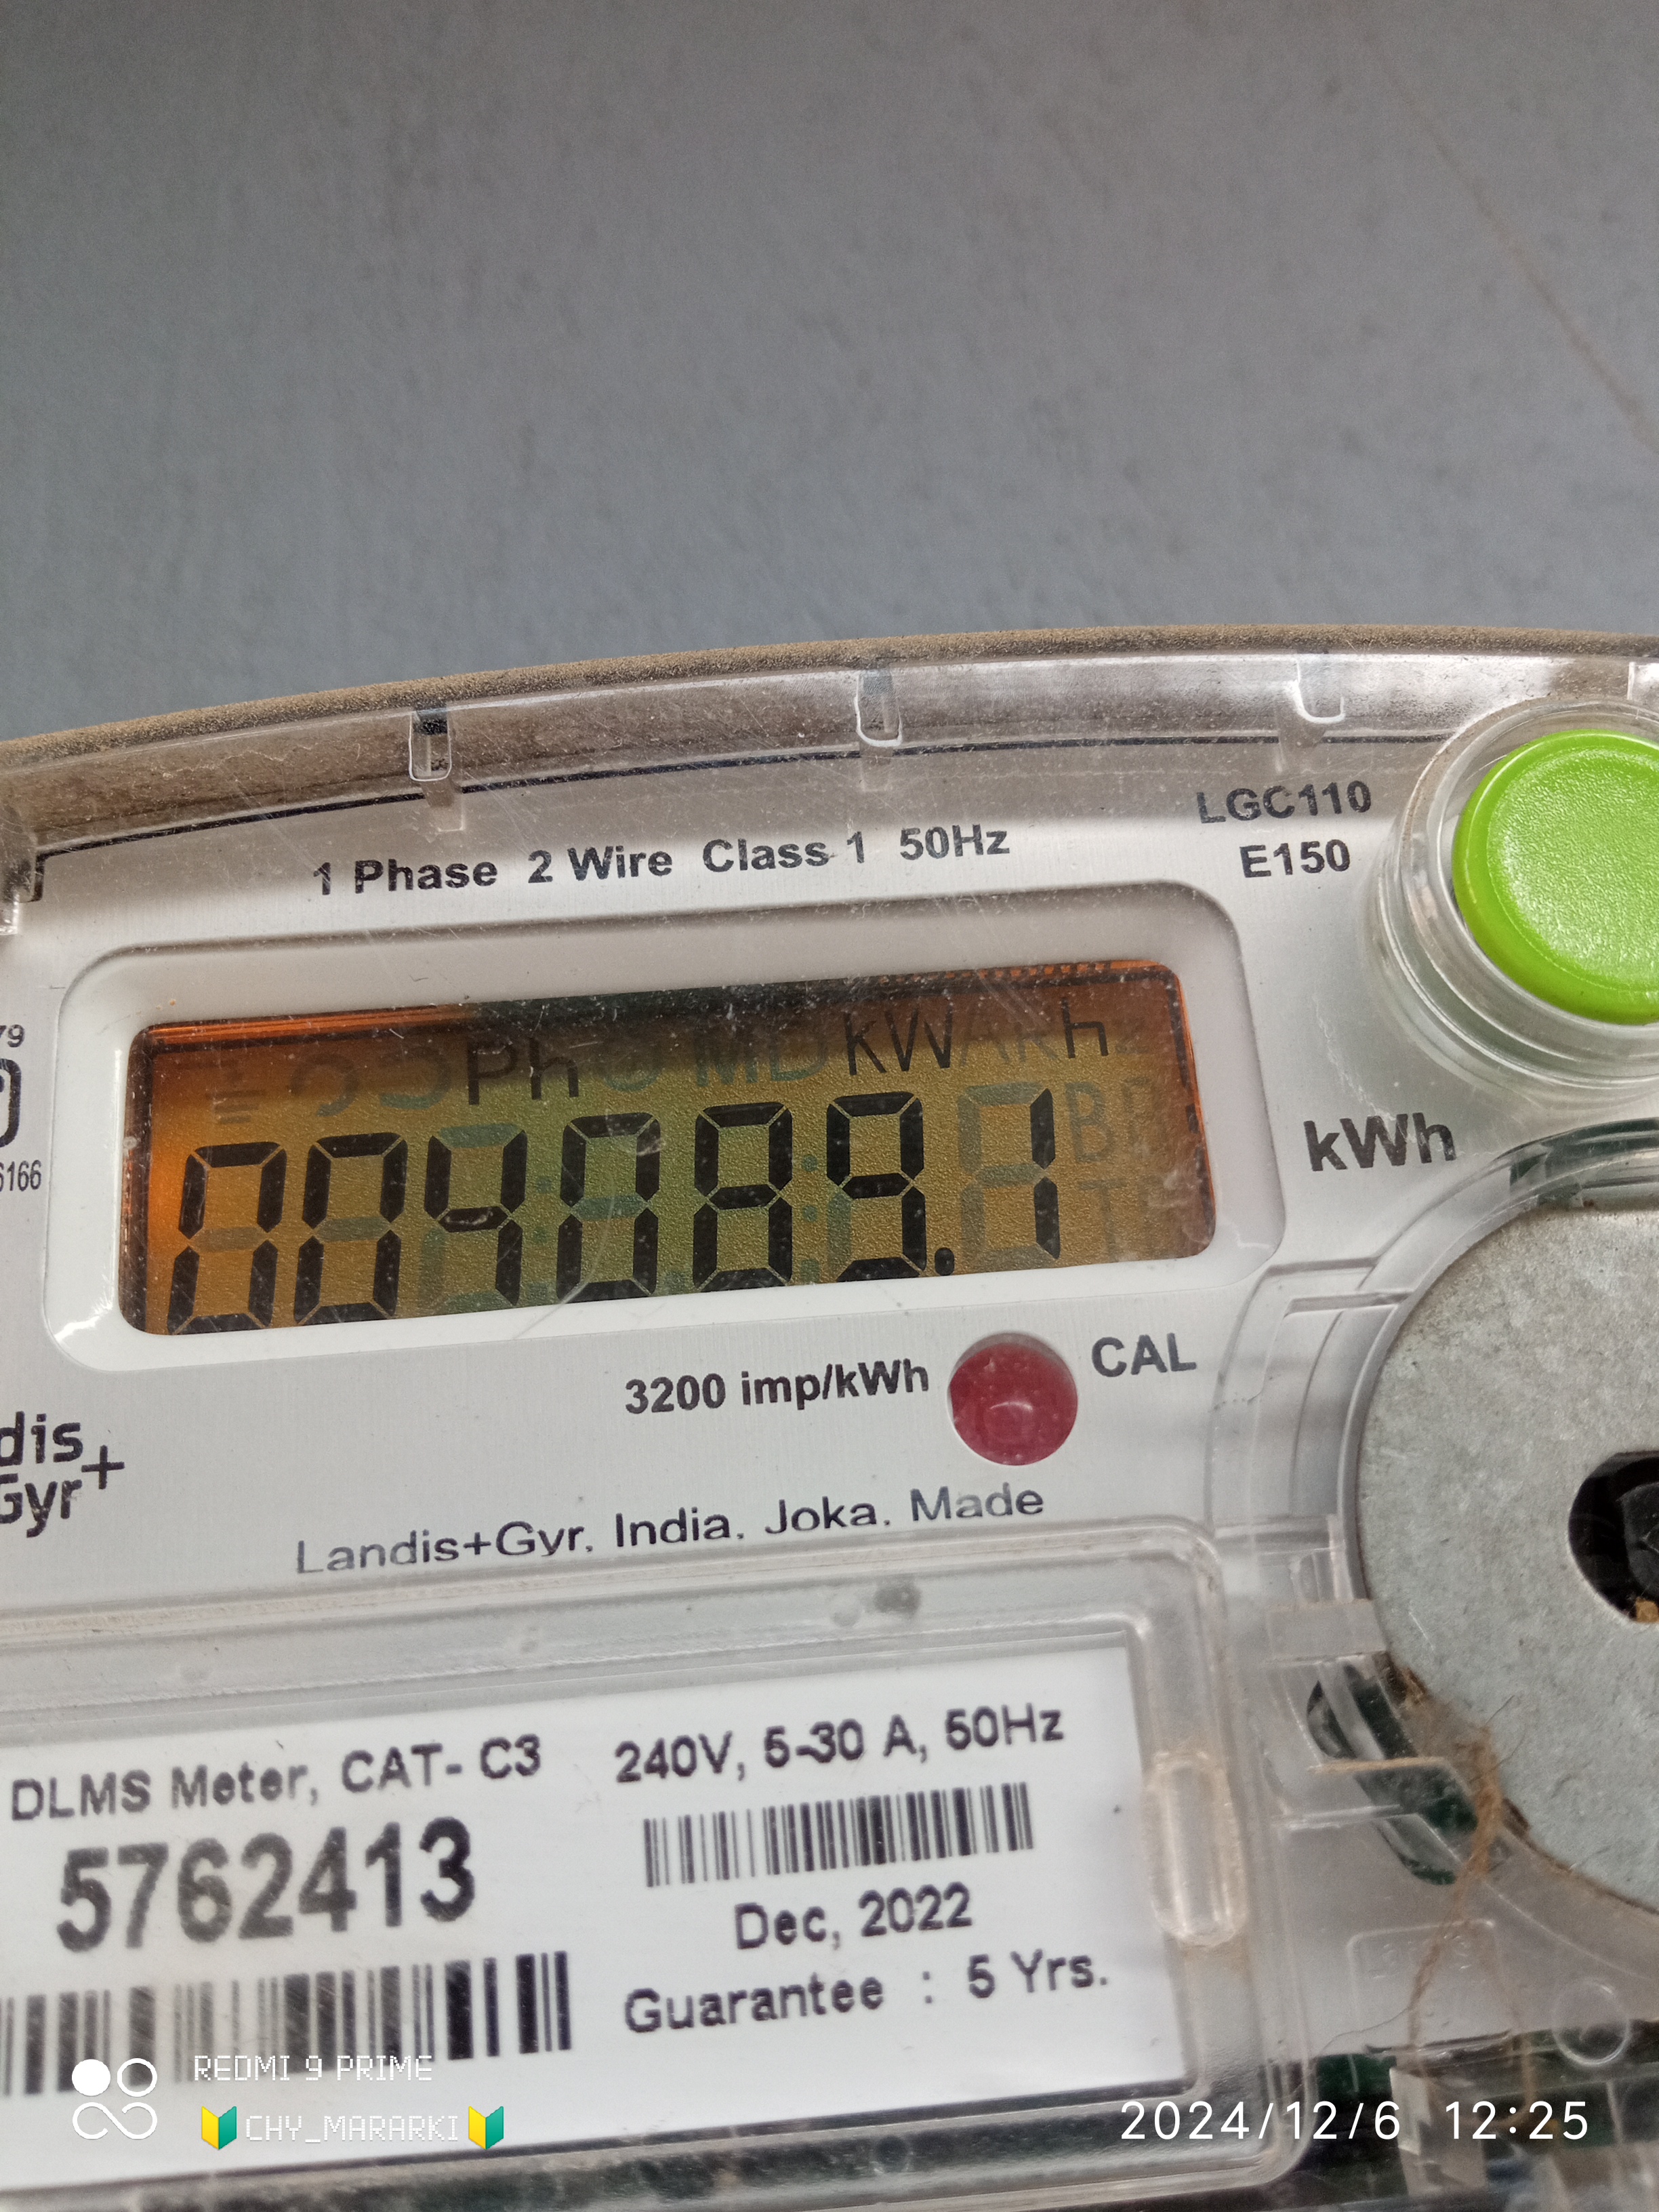 1 Phase 2 Wire Class 1 50Hz
LGC110
E150
79
6166
Ph kWh
004089.1
kWh
3200 imp/kWh
CAL
dis
Gyr+
Landis+Gyr, India, Joka, Made
DLMS Meter, CAT- C3
5762413
240V, 5-30 A, 50Hz
Dec, 2022
Guarantee : 5 Yrs.
REDMI 9 PRIME
🔰CHY_MARARKI🔰
2024/12/6 12:25